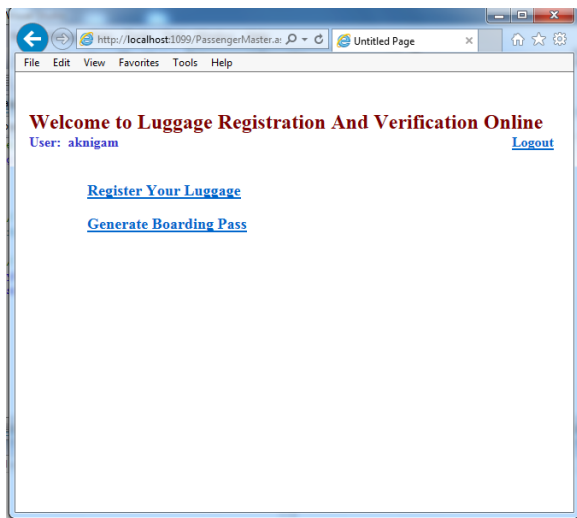 http://localhost:1099/PassengerMaster.a:
Untitled Page
File Edit View Favorites Tools Help
Welcome to Luggage Registration And Verification Online
User: aknigam Logout
Register Your Luggage
Generate Boarding Pass